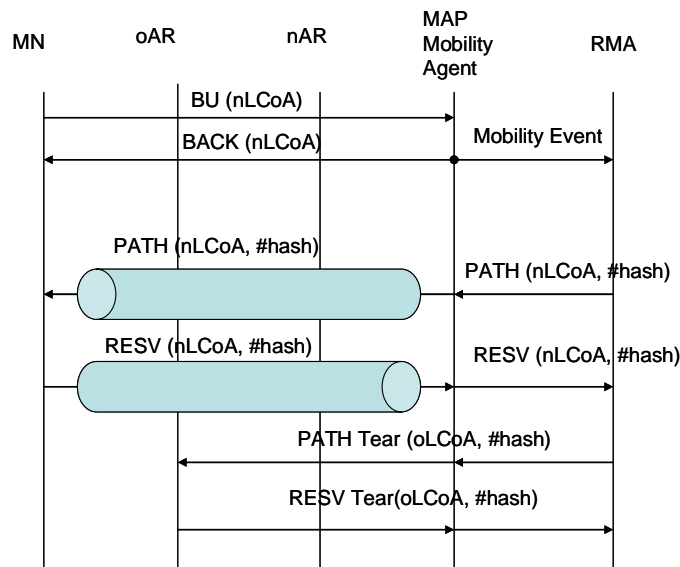 MN
oAR
nAR
MAP
Mobility
Agent
RMA
BU (nLCoA)
BACK (nLCoA)
Mobility Event
PATH (nLCoA, #hash)
PATH (nLCoA, #hash)
RESV (nLCoA, #hash)
RESV (nLCoA, #hash)
PATH Tear (oLCoA, #hash)
RESV Tear(oLCoA, #hash)